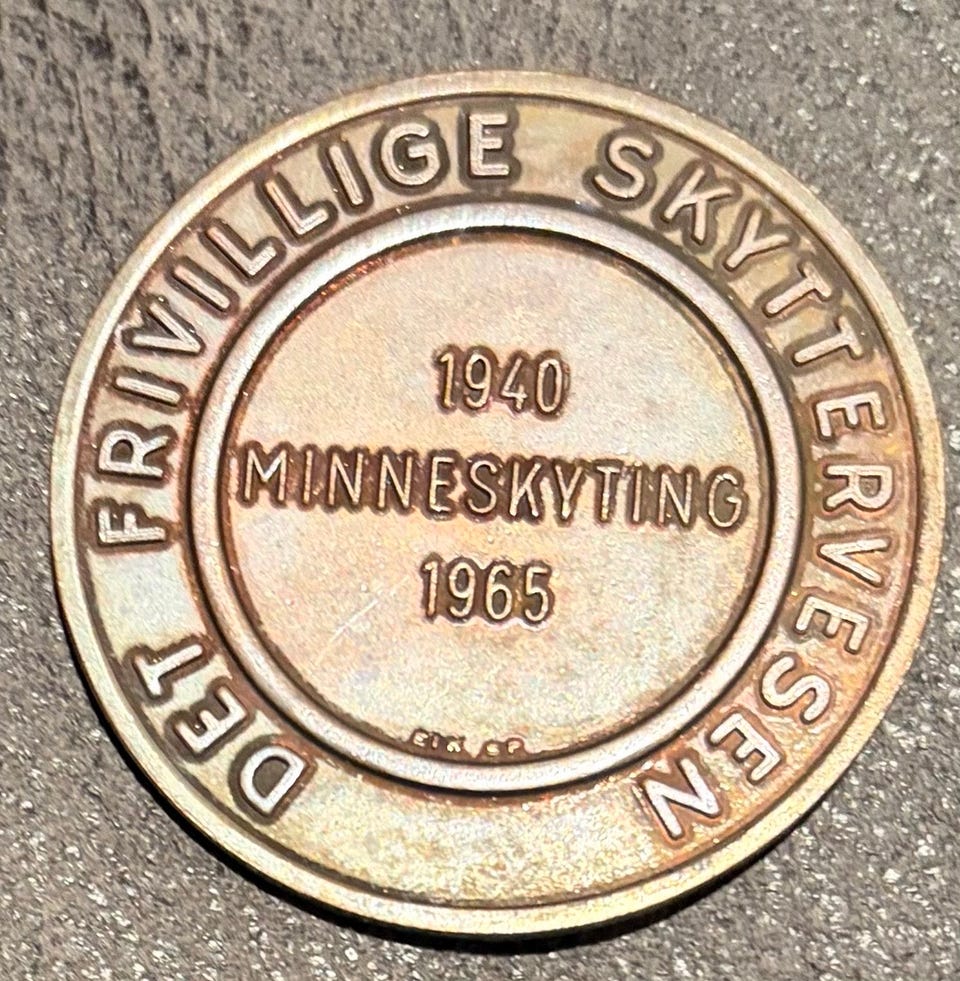 DET FRIVILLIGE SKYTTERVESEN
1940
MINNESKYTING
1965